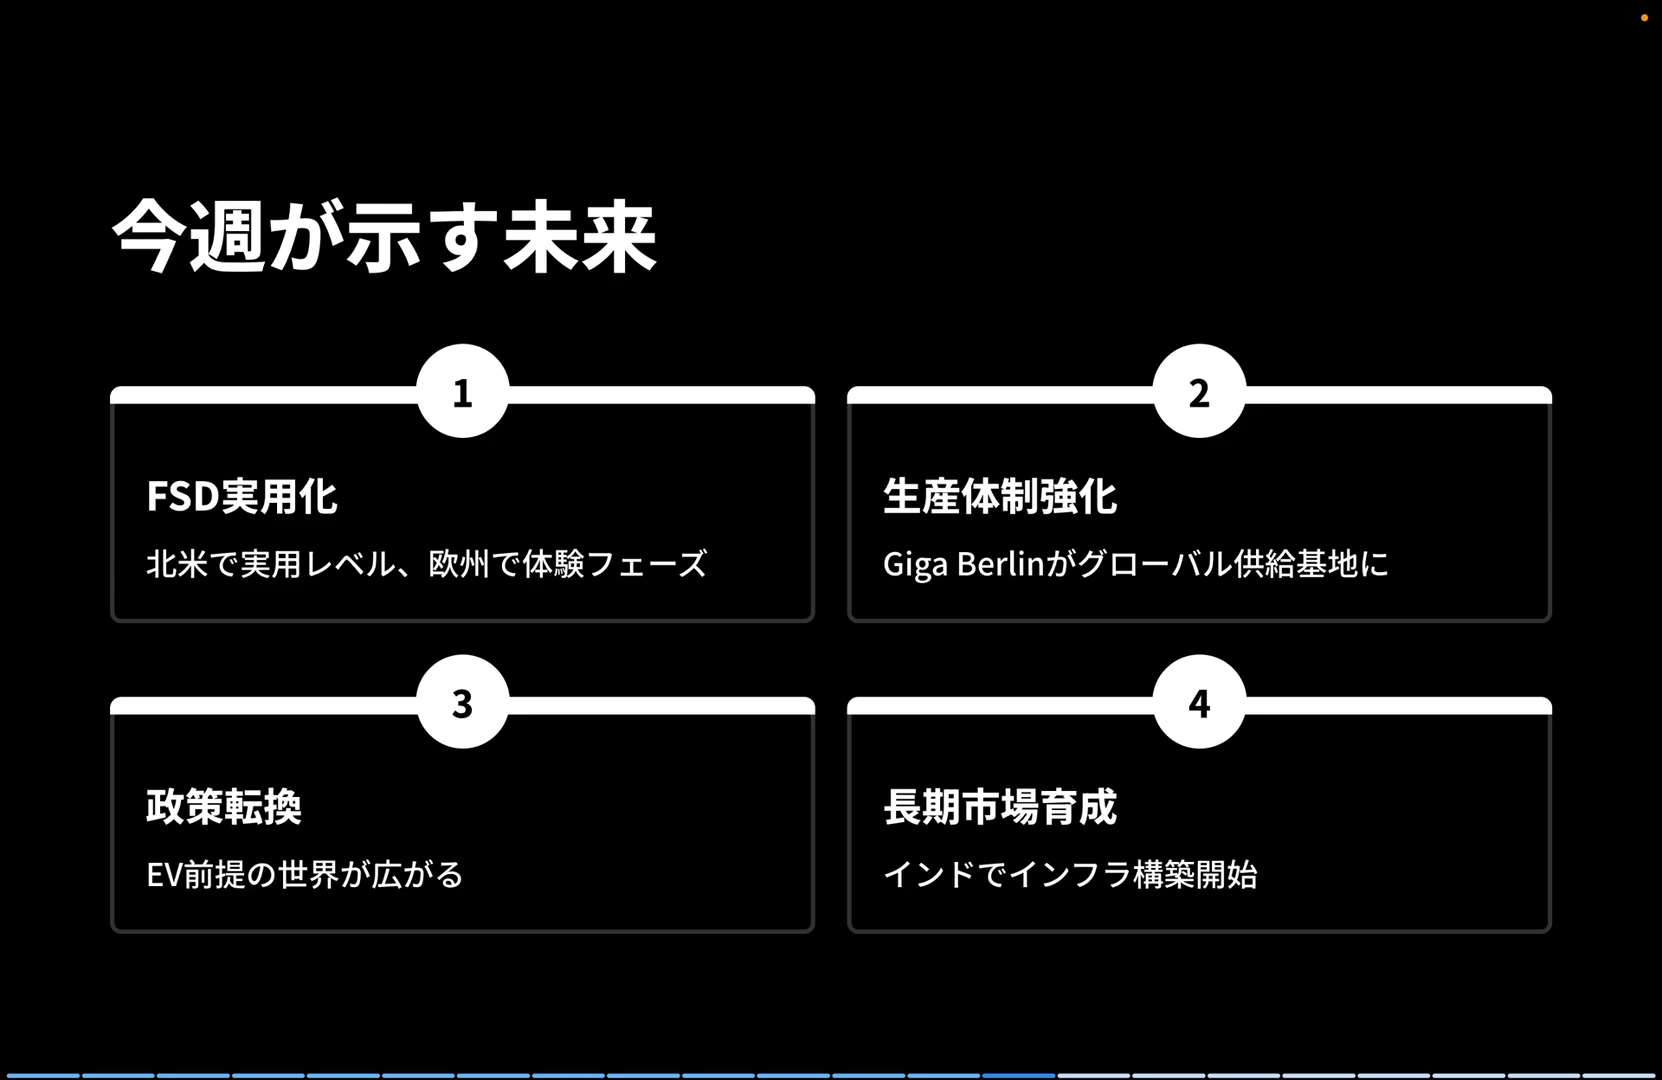 今週が示す未来
1
FSD実用化
北米で実用レベル、欧州で体験フェーズ
2
生産体制強化
Giga Berlinがグローバル供給基地に
3
政策転換
EV前提の世界が広がる
4
長期市場育成
インドでインフラ構築開始